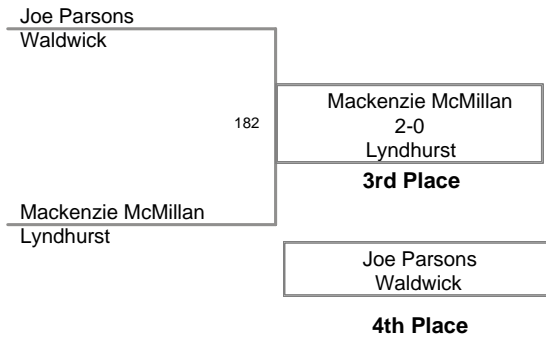 Joe Parsons
Waldwick
182
Mackenzie McMillan
2-0
Lyndhurst
3rd Place
Mackenzie McMillan
Lyndhurst
Joe Parsons
Waldwick
4th Place